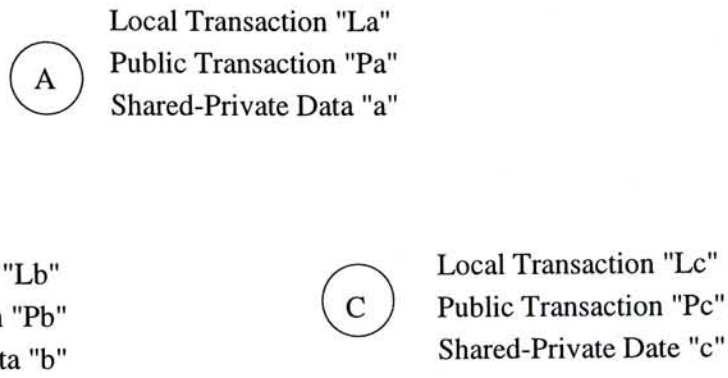 Local Transaction "La"
A
Public Transaction "Pa"
Shared-Private Data "a"
"Lb"
"Pb"
"b"
Local Transaction "Lc"
C
Public Transaction "Pc"
Shared-Private Date "c"